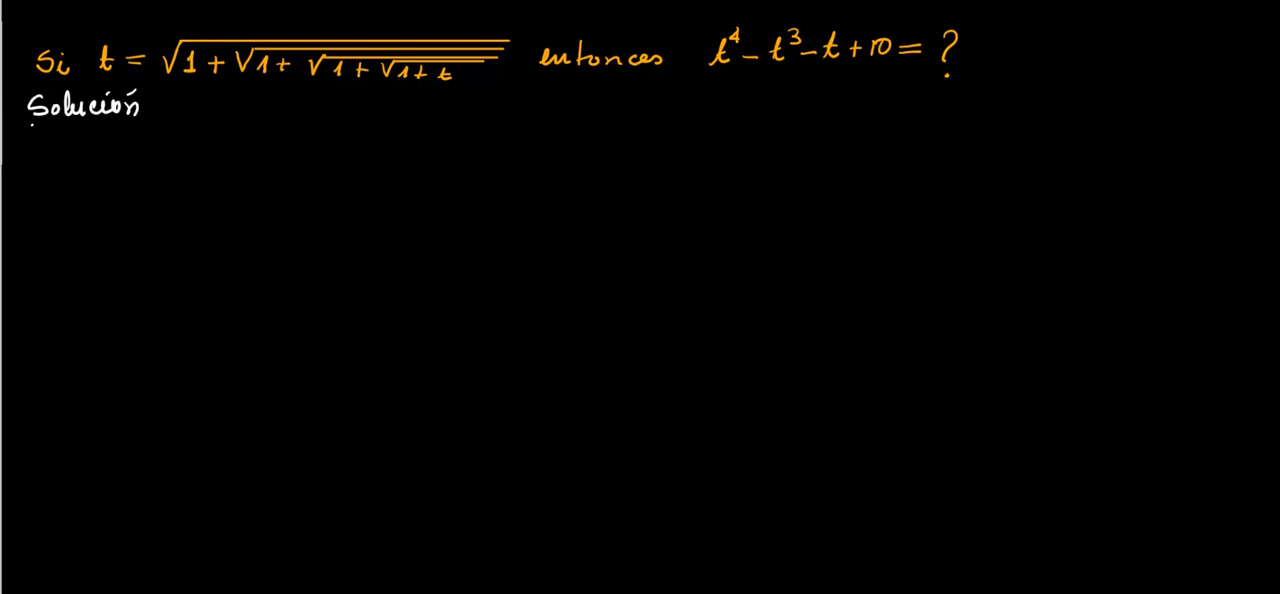 Si t = √(1 + √(1 + √(1 + √(1 + t)))) entonces t⁴ - t³ - t + 10 = ?
Solución